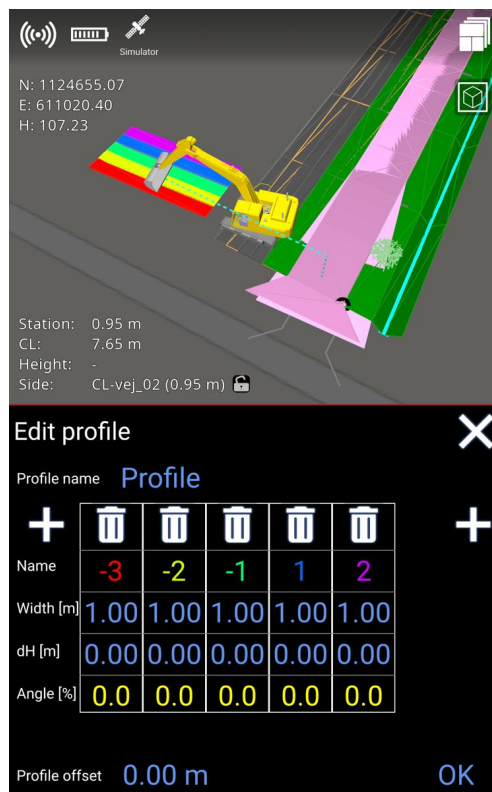 Simulator
N: 1124655.07
E: 611020.40
H: 107.23
Station: 0.95 m
CL: 7.65 m
Height: -
Side: CL-vej_02 (0.95 m)
Edit profile
Profile name Profile
Name -3 -2 -1 1 2
Width [m] 1.00 1.00 1.00 1.00 1.00
dH [m] 0.00 0.00 0.00 0.00 0.00
Angle [%] 0.0 0.0 0.0 0.0 0.0
Profile offset 0.00 m OK